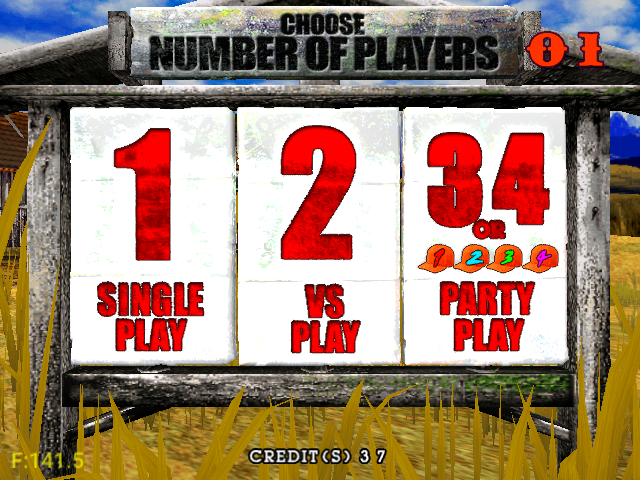 CHOOSE
NUMBER OF PLAYERS
01
1
SINGLE
PLAY
2
VS
PLAY
34
OR
1 2 3 4
PARTY
PLAY
F:141.5
CREDIT(S) 37